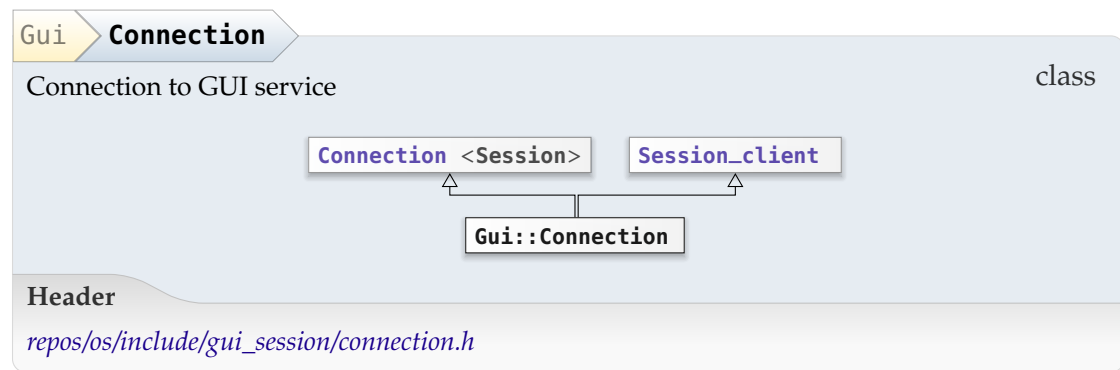 Gui Connection
Connection to GUI service
class
Connection <Session>
Session_client
Gui::Connection
Header
repos/os/include/gui_session/connection.h